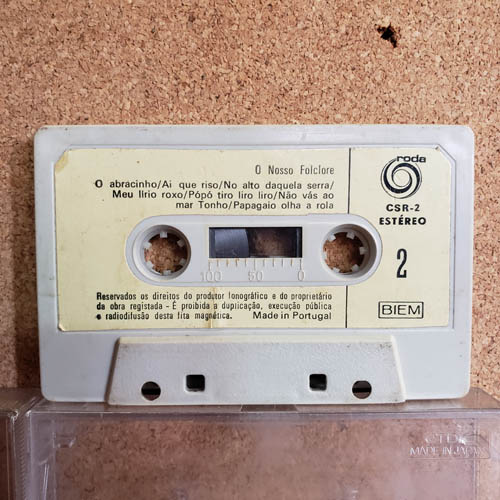 roda
O Nosso Folclore
O abracinho/Ai que riso/No alto daquela serra/
Meu lírio roxo/Pópó tiro liro liro/Não vás ao
mar Tonho/Papagaio olha a rola
CSR-2
ESTÉREO
2
100 50 0
Reservados os direitos do produtor fonográfico e do proprietário
da obra registada - É proibida a duplicação, execução pública
e radiodifusão desta fita magnética. Made in Portugal
BIEM
MADE IN JAPAN